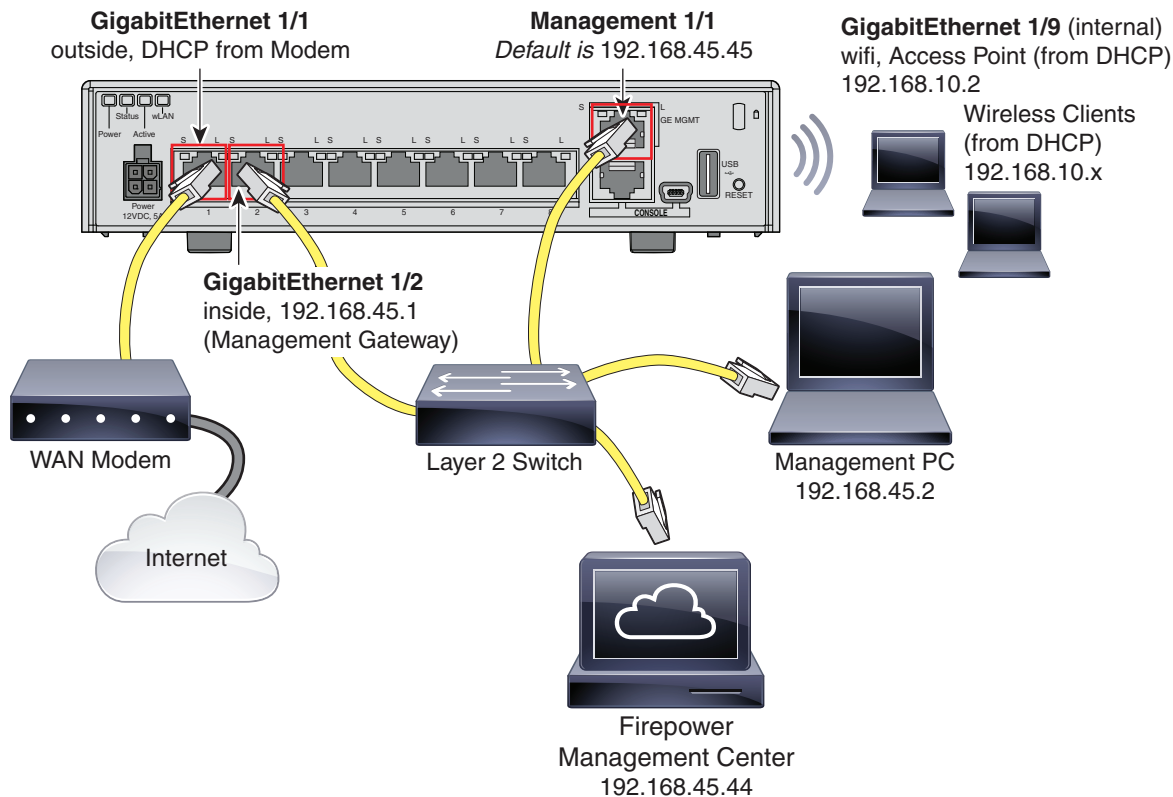 GigabitEthernet 1/1
outside, DHCP from Modem
Management 1/1
Default is 192.168.45.45
GigabitEthernet 1/9 (internal)
wifi, Access Point (from DHCP)
192.168.10.2
Wireless Clients
(from DHCP)
192.168.10.x
Power Status Active wLAN
S L S L S L S L S L S L S L
S L
GE MGMT
USB
RESET
Power
12VDC, 5A
1 2 3 4 5 6 7 8
CONSOLE
GigabitEthernet 1/2
inside, 192.168.45.1
(Management Gateway)
WAN Modem
Internet
Layer 2 Switch
Management PC
192.168.45.2
Firepower
Management Center
192.168.45.44